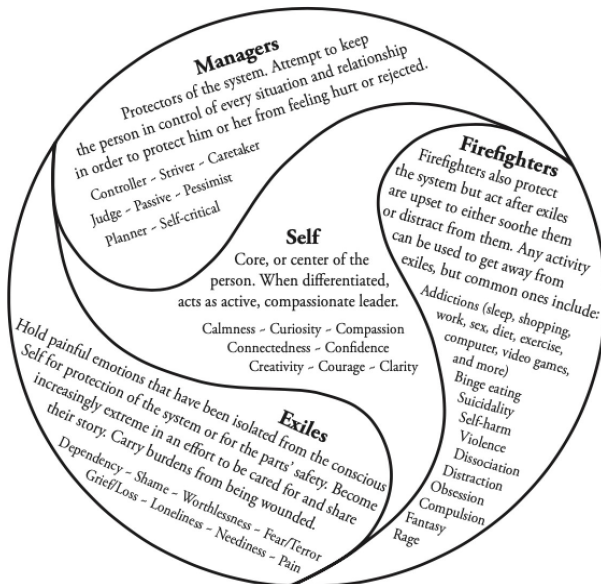 Managers
Protectors of the system. Attempt to keep
the person in control of every situation and relationship
in order to protect him or her from feeling hurt or rejected.
Controller ~ Striver ~ Caretaker
Judge ~ Passive ~ Pessimist
Planner ~ Self-critical
Firefighters
Firefighters also protect
the system but act after exiles
are upset to either soothe them
or distract from them. Any activity
can be used to get away from
exiles, but common ones include:
Addictions (sleep, shopping,
work, sex, diet, exercise,
computer, video games,
and more)
Binge eating
Suicidality
Self-harm
Violence
Dissociation
Distraction
Obsession
Compulsion
Fantasy
Rage
Self
Core, or center of the
person. When differentiated,
acts as active, compassionate leader.
Calmness ~ Curiosity ~ Compassion
Connectedness ~ Confidence
Creativity ~ Courage ~ Clarity
Exiles
Hold painful emotions that have been isolated from the conscious
Self for protection of the system or for the parts' safety. Become
increasingly extreme in an effort to be cared for and share
their story. Carry burdens from being wounded.
Dependency ~ Shame ~ Worthlessness ~ Fear/Terror
Grief/Loss ~ Loneliness ~ Neediness ~ Pain